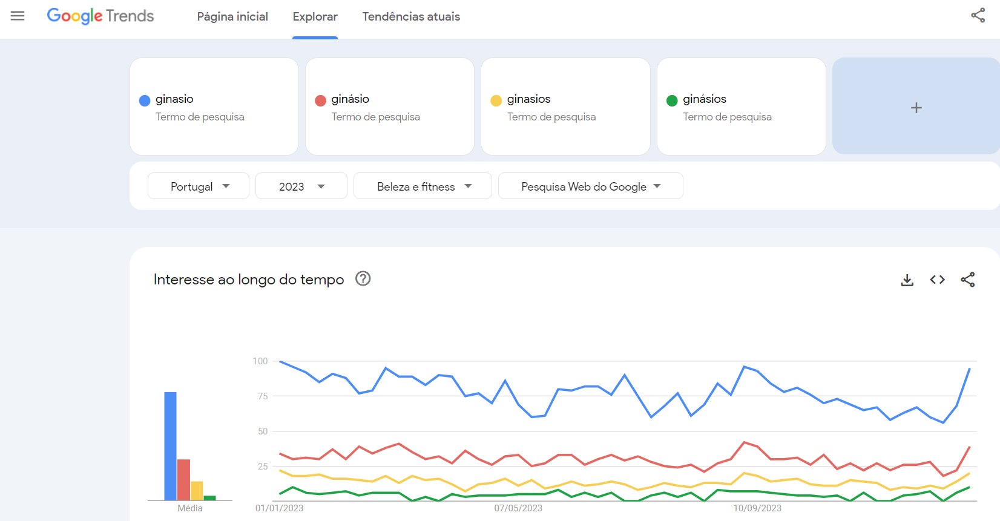 Google Trends Página inicial Explorar Tendências atuais
ginasio
Termo de pesquisa
ginásio
Termo de pesquisa
ginasios
Termo de pesquisa
ginásios
Termo de pesquisa
+
Portugal 2023 Beleza e fitness Pesquisa Web do Google
Interesse ao longo do tempo ?
100
75
50
25
Média 01/01/2023 07/05/2023 10/09/2023